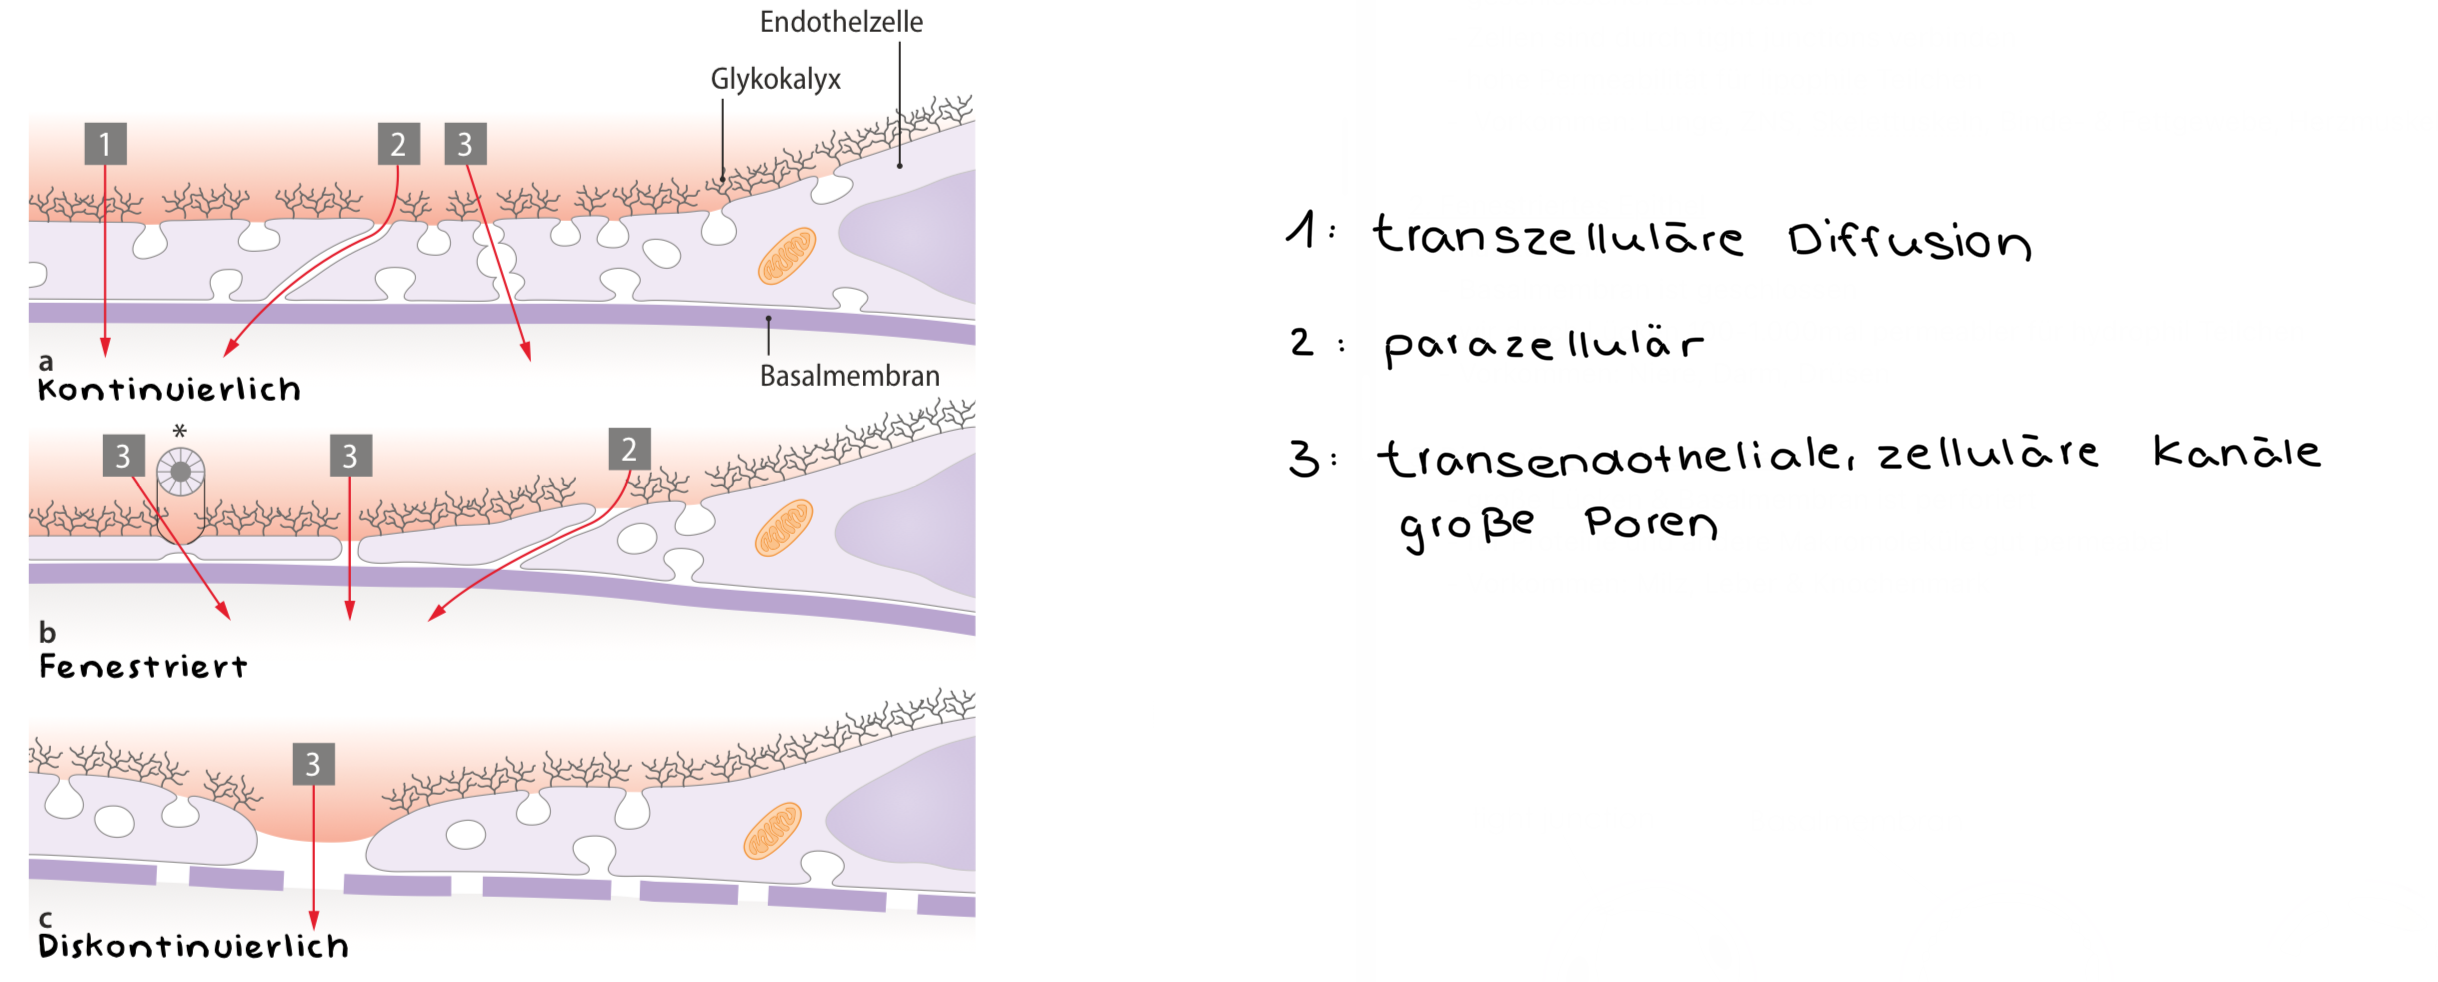 Endothelzelle
Glykokalyx
1
2
3
a
Kontinuierlich
Basalmembran
3
*
3
2
b
Fenestriert
3
c
Diskontinuierlich
1: transzelluläre Diffusion
2: parazellulär
3: transendotheliale, zelluläre Kanäle
große Poren